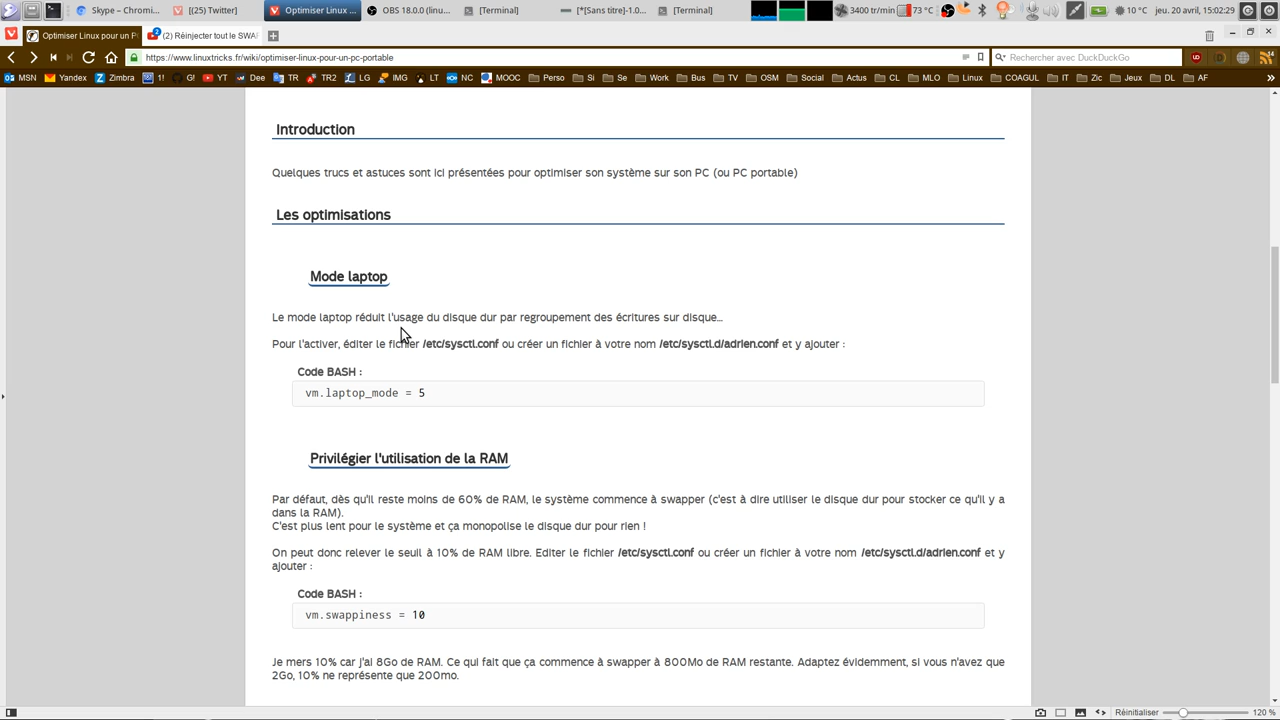 Skype – Chromi...
[(25) Twitter]
Optimiser Linux ...
OBS 18.0.0 (linu...
[Terminal]
[*[Sans titre]-1.0...
[Terminal]
3400 tr/min
73 °C
10 °C
jeu. 20 avril, 15:02:29
Optimiser Linux pour un P
2
(2) Réinjecter tout le SWA
https://www.linuxtricks.fr/wiki/optimiser-linux-pour-un-pc-portable
Rechercher avec DuckDuckGo
14
MSN
Yandex
Zimbra
1!
G!
YT
Dee
TR
TR2
LG
IMG
LT
NC
MOOC
Perso
Si
Se
Work
Bus
TV
OSM
Social
Actus
CL
MLO
Linux
COAGUL
IT
Zic
Jeux
DL
AF
Introduction
Quelques trucs et astuces sont ici présentées pour optimiser son système sur son PC (ou PC portable)
Les optimisations
Mode laptop
Le mode laptop réduit l'usage du disque dur par regroupement des écritures sur disque...
Pour l'activer, éditer le fichier /etc/sysctl.conf ou créer un fichier à votre nom /etc/sysctl.d/adrien.conf et y ajouter :
Code BASH :
vm.laptop_mode = 5
Privilégier l'utilisation de la RAM
Par défaut, dès qu'il reste moins de 60% de RAM, le système commence à swapper (c'est à dire utiliser le disque dur pour stocker ce qu'il y a
dans la RAM).
C'est plus lent pour le système et ça monopolise le disque dur pour rien !
On peut donc relever le seuil à 10% de RAM libre. Editer le fichier /etc/sysctl.conf ou créer un fichier à votre nom /etc/sysctl.d/adrien.conf et y
ajouter :
Code BASH :
vm.swappiness = 10
Je mers 10% car j'ai 8Go de RAM. Ce qui fait que ça commence à swapper à 800Mo de RAM restante. Adaptez évidemment, si vous n'avez que
2Go, 10% ne représente que 200mo.
Réinitialiser
120 %